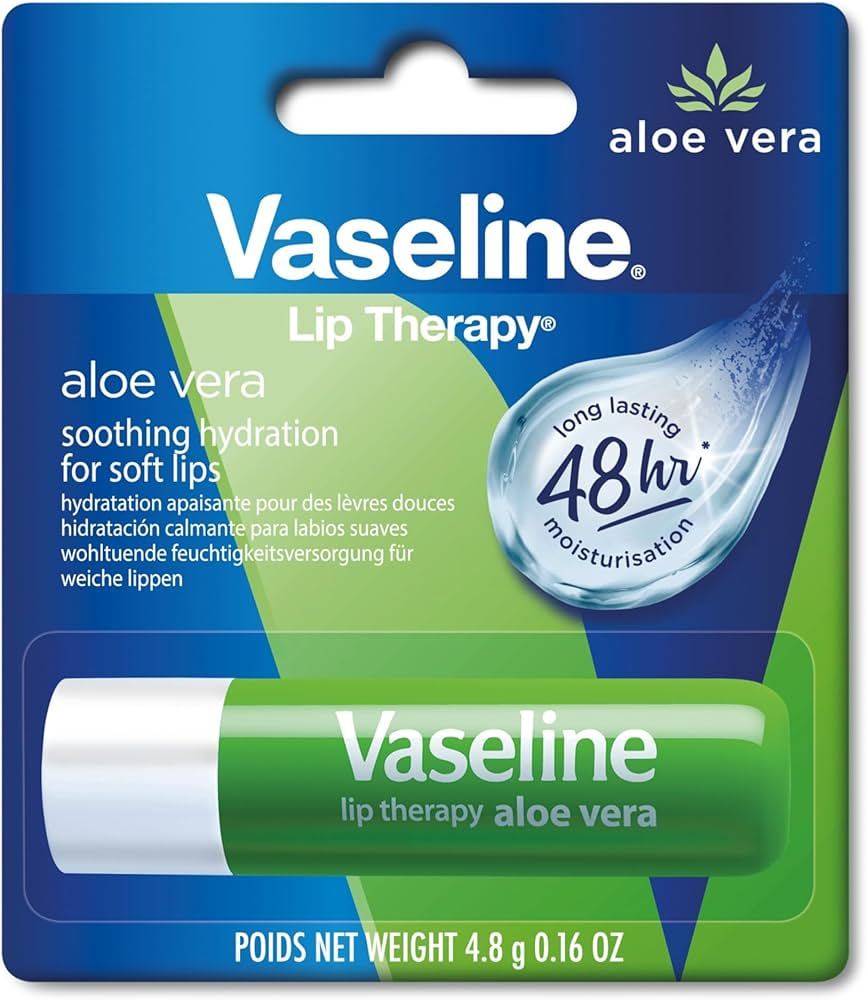 aloe vera
Vaseline®
Lip Therapy®
aloe vera
soothing hydration
for soft lips
hydratation apaisante pour des lèvres douces
hidratación calmante para labios suaves
wohltuende feuchtigkeitsversorgung für
weiche lippen
long lasting
48hr*
moisturisation
Vaseline
lip therapy aloe vera
POIDS NET WEIGHT 4.8 g 0.16 OZ